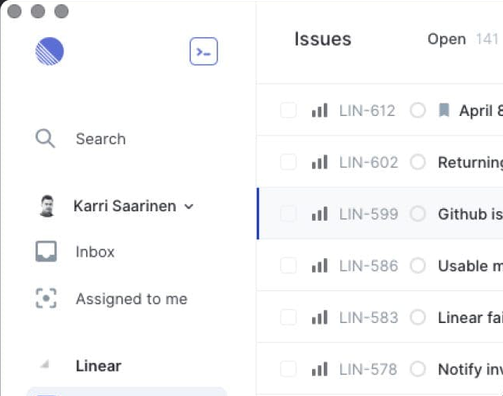 Issues Open 141
Search
Karri Saarinen
Inbox
Assigned to me
Linear
LIN-612 April 8
LIN-602 Returning
LIN-599 Github is
LIN-586 Usable m
LIN-583 Linear fai
LIN-578 Notify inv